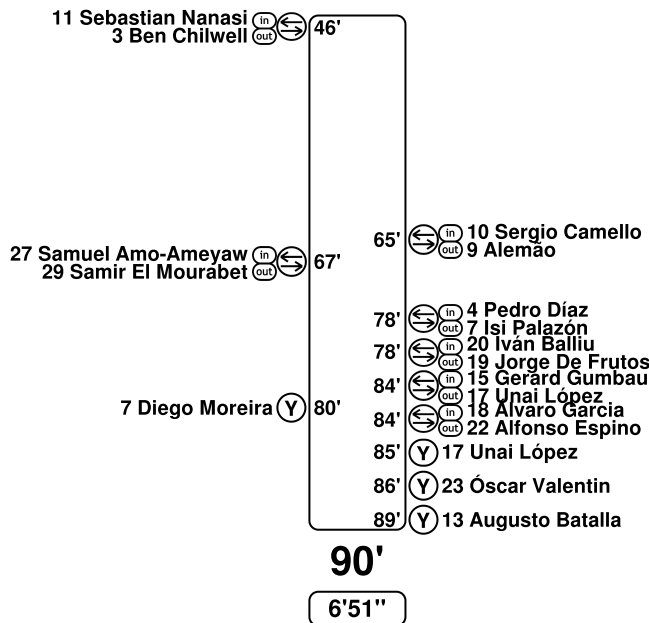 11 Sebastian Nanasi in 46'
3 Ben Chilwell out
65' in 10 Sergio Camello
out 9 Alemão
27 Samuel Amo-Ameyaw in 67'
29 Samir El Mourabet out
78' in 4 Pedro Díaz
out 7 Isi Palazón
78' in 20 Iván Balliu
out 19 Jorge De Frutos
84' in 15 Gerard Gumbau
out 17 Unai López
7 Diego Moreira Y 80'
84' in 18 Álvaro Garcia
out 22 Alfonso Espino
85' Y 17 Unai López
86' Y 23 Óscar Valentin
89' Y 13 Augusto Batalla
90'
6'51"